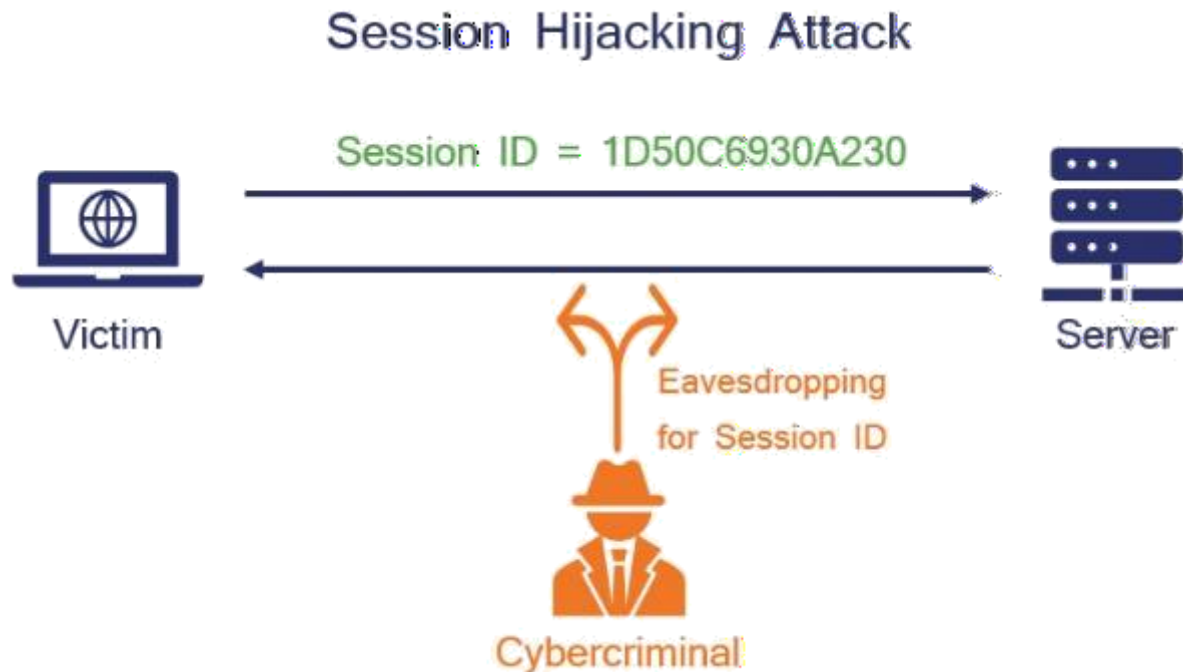 Session Hijacking Attack
Session ID = 1D50C6930A230
Victim
Server
Eavesdropping
for Session ID
Cybercriminal